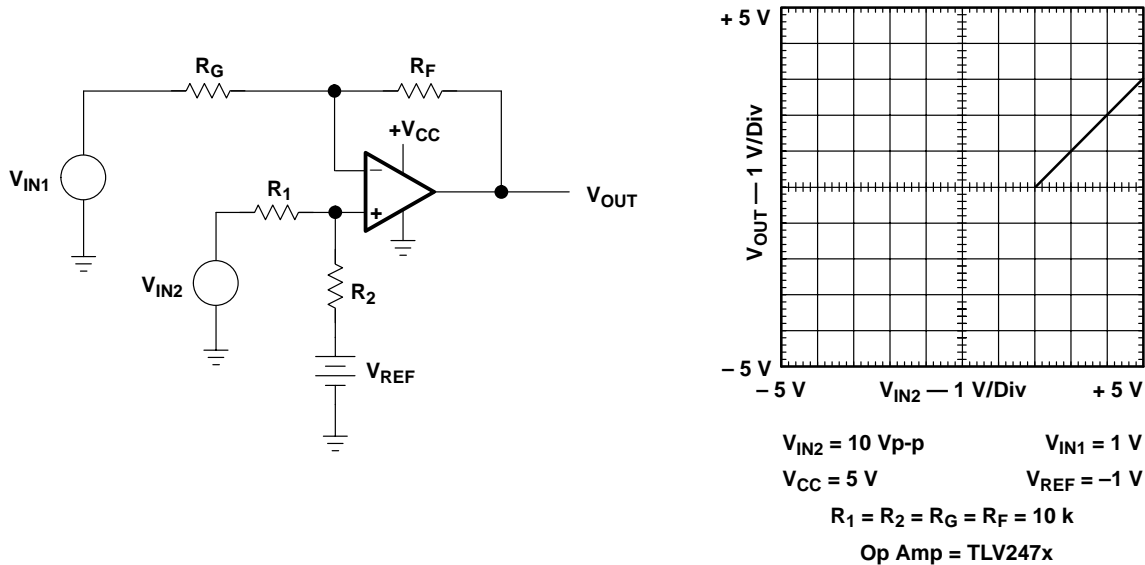 R_G
R_F
+V_CC
V_IN1
−
R_1
+
V_OUT
V_IN2
R_2
V_REF
+ 5 V
V_OUT — 1 V/Div
– 5 V
– 5 V
V_IN2 — 1 V/Div
+ 5 V
V_IN2 = 10 Vp-p
V_IN1 = 1 V
V_CC = 5 V
V_REF = –1 V
R_1 = R_2 = R_G = R_F = 10 k
Op Amp = TLV247x